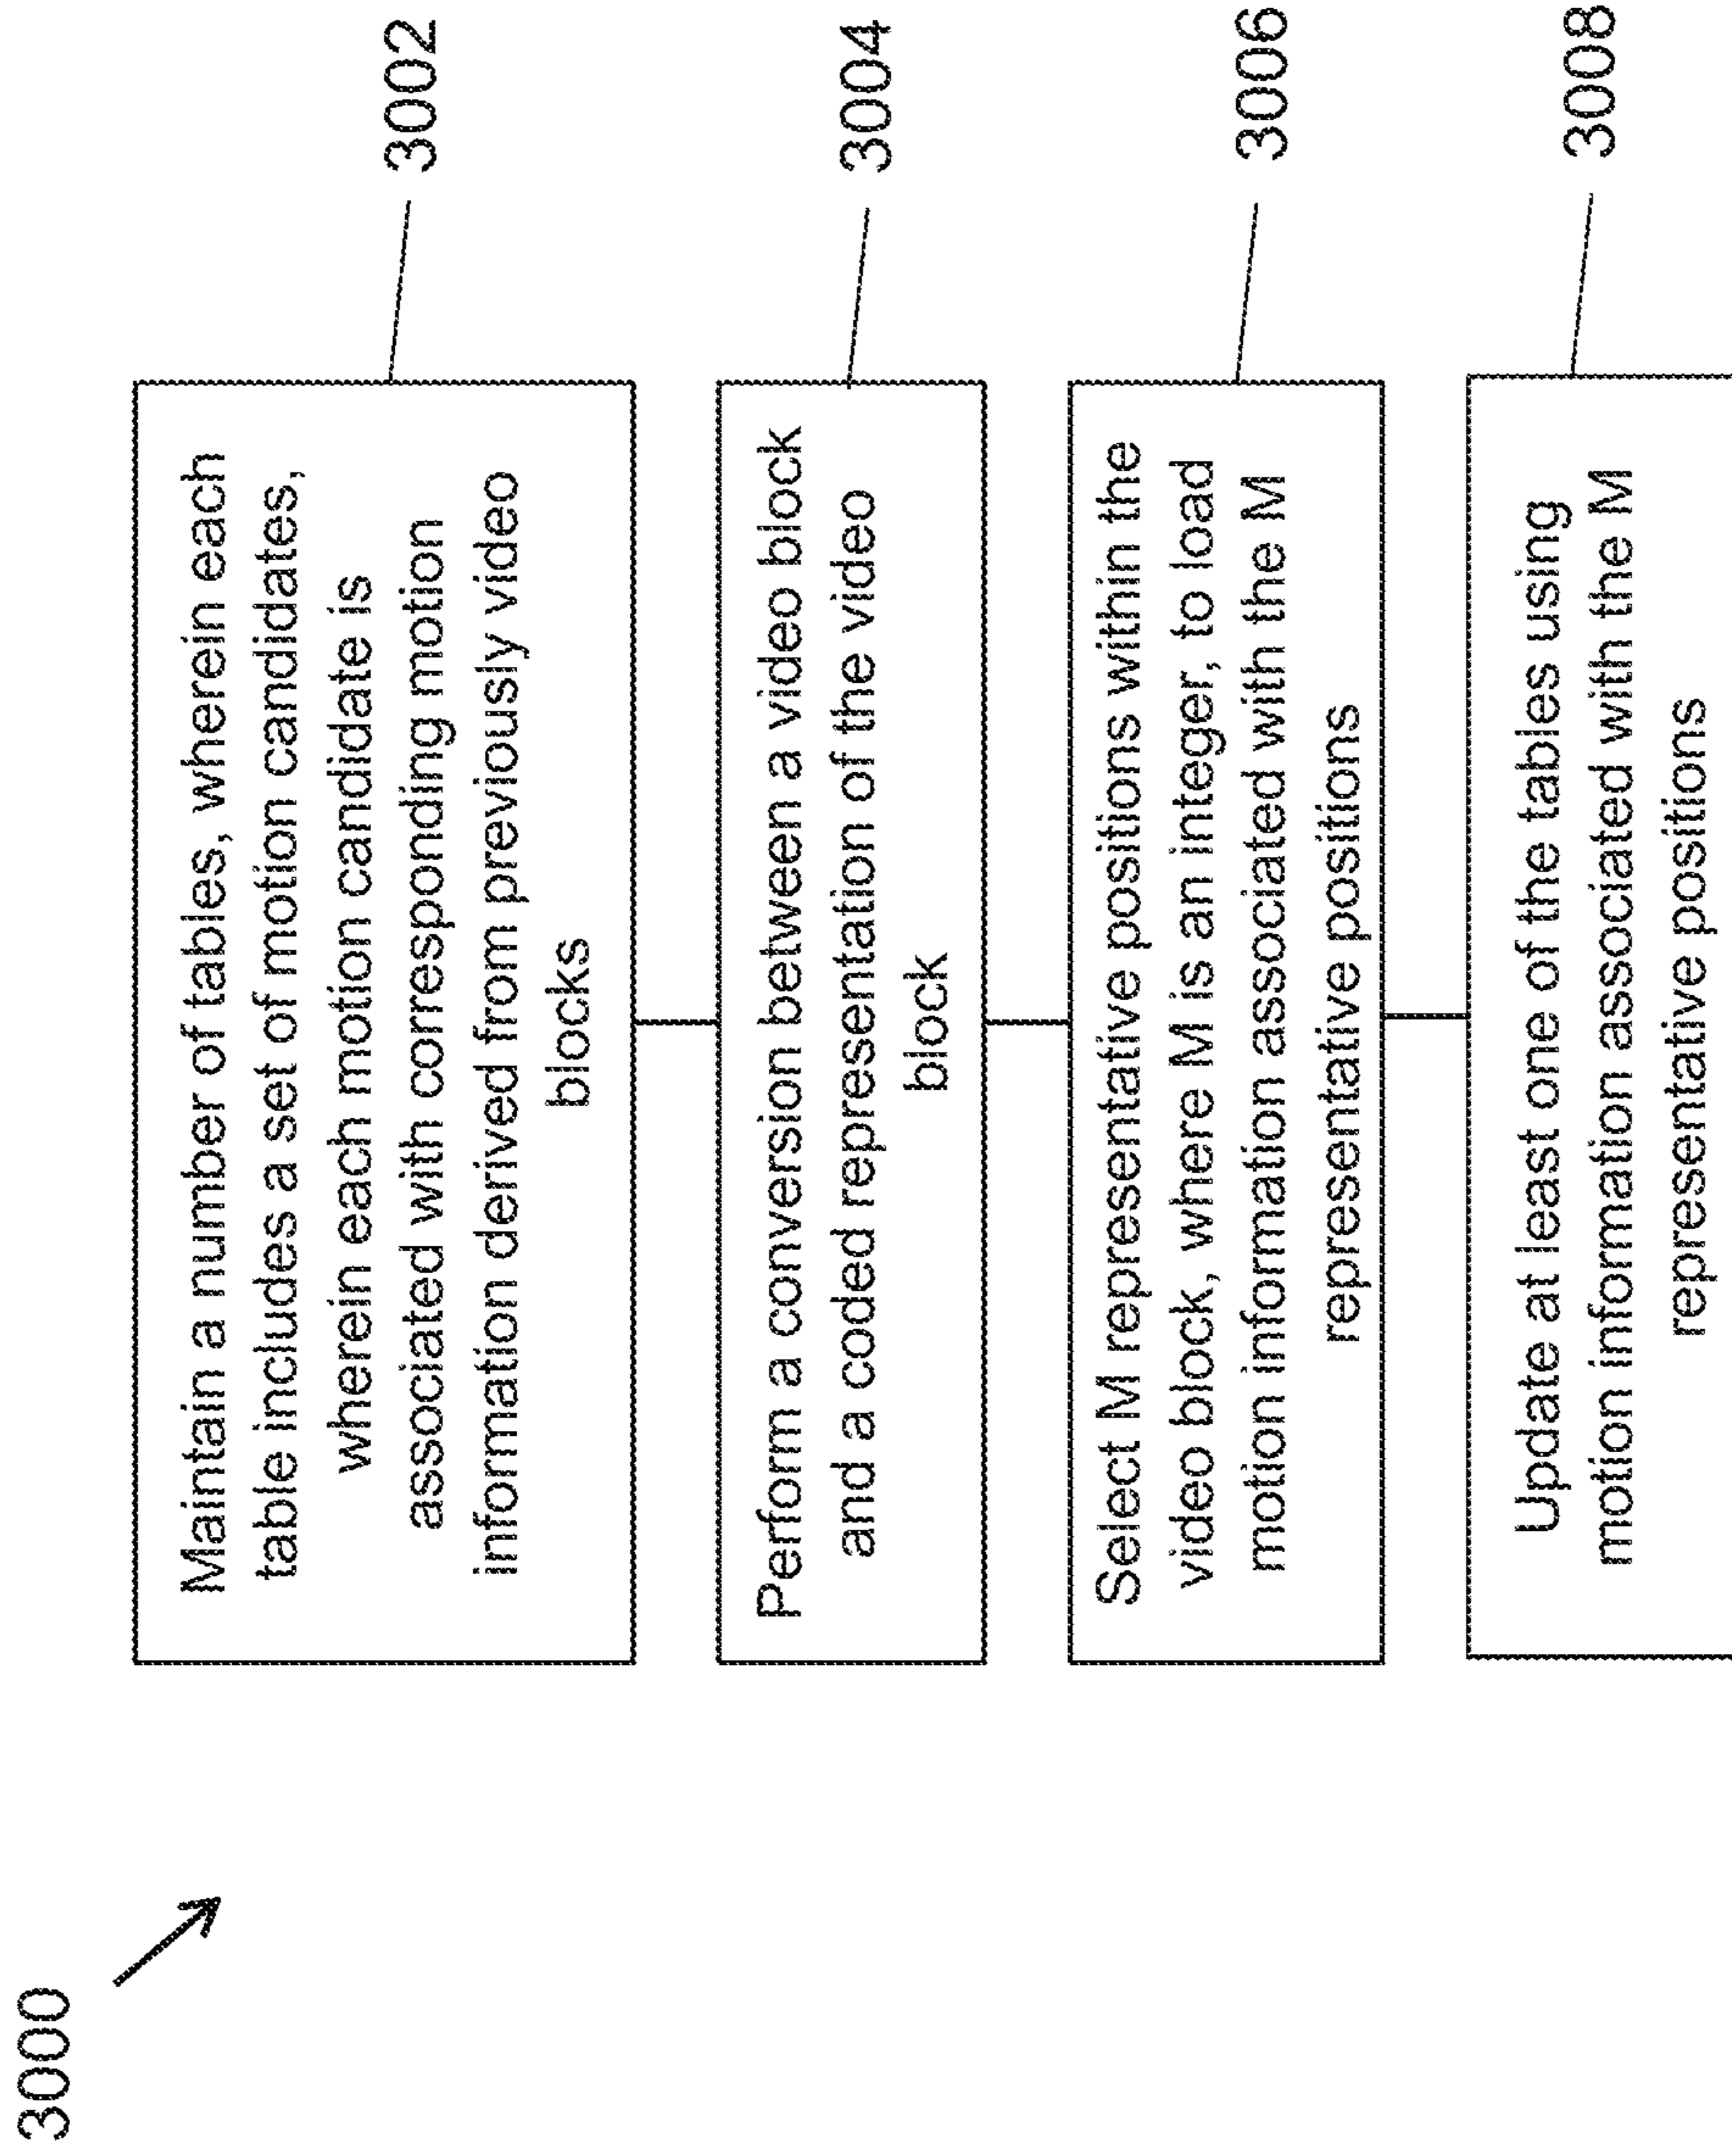 3000
Maintain a number of tables, wherein each
table includes a set of motion candidates,
wherein each motion candidate is
associated with corresponding motion
information derived from previously video
blocks
3002
Perform a conversion between a video block
and a coded representation of the video
block
3004
Select M representative positions within the
video block, where M is an integer, to load
motion information associated with the M
representative positions
3006
Update at least one of the tables using
motion information associated with the M
representative positions
3008